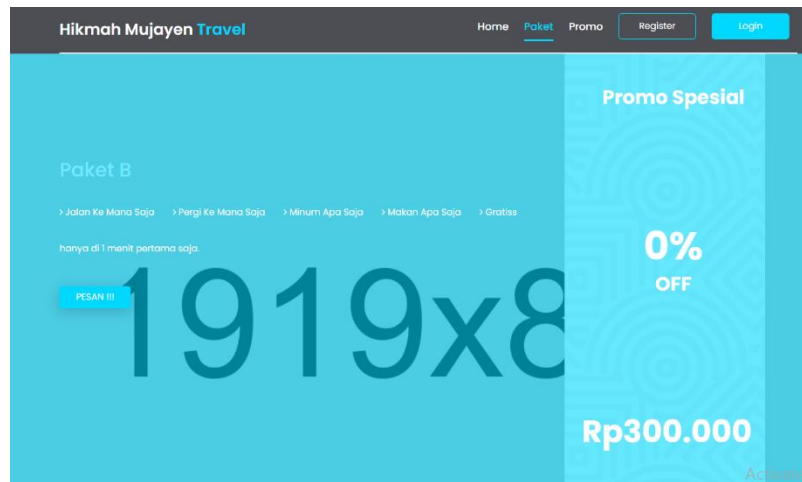 Hikmah Mujayen Travel Home Paket Promo Register Login
Promo Spesial
Paket B
> Jalan Ke Mana Saja > Pergi Ke Mana Saja > Minum Apa Saja > Makan Apa Saja > Gratiss
hanya di 1 menit pertama saja.
0%
OFF
PESAN !!!
1919x8
Rp300.000